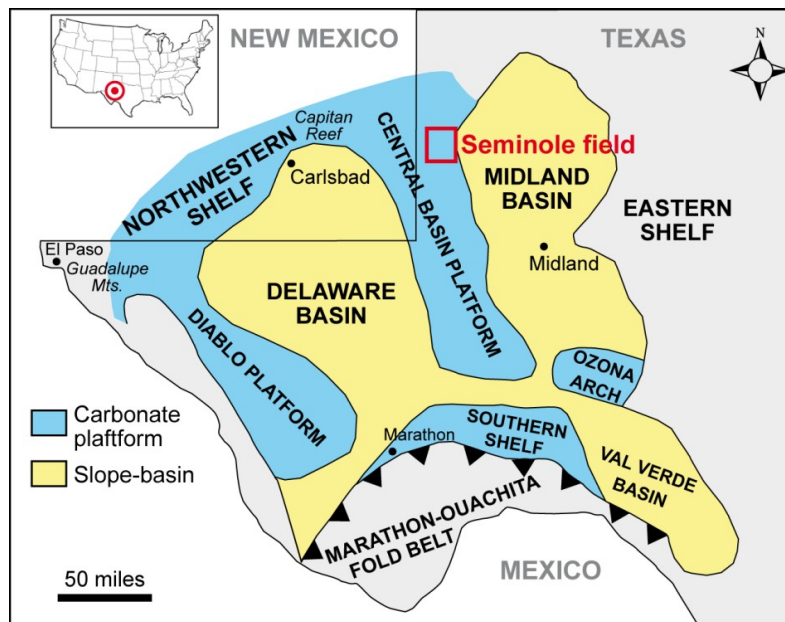 NEW MEXICO
TEXAS
N
Capitan
Reef
Seminole field
NORTHWESTERN
SHELF
Carlsbad
CENTRAL BASIN PLATFORM
MIDLAND
BASIN
EASTERN
SHELF
El Paso
Guadalupe
Mts.
Midland
DELAWARE
BASIN
DIABLO PLATFORM
OZONA
ARCH
Carbonate
plaftform
Slope-basin
Marathon
SOUTHERN
SHELF
VAL VERDE
BASIN
MARATHON-OUACHITA
FOLD BELT
50 miles
MEXICO